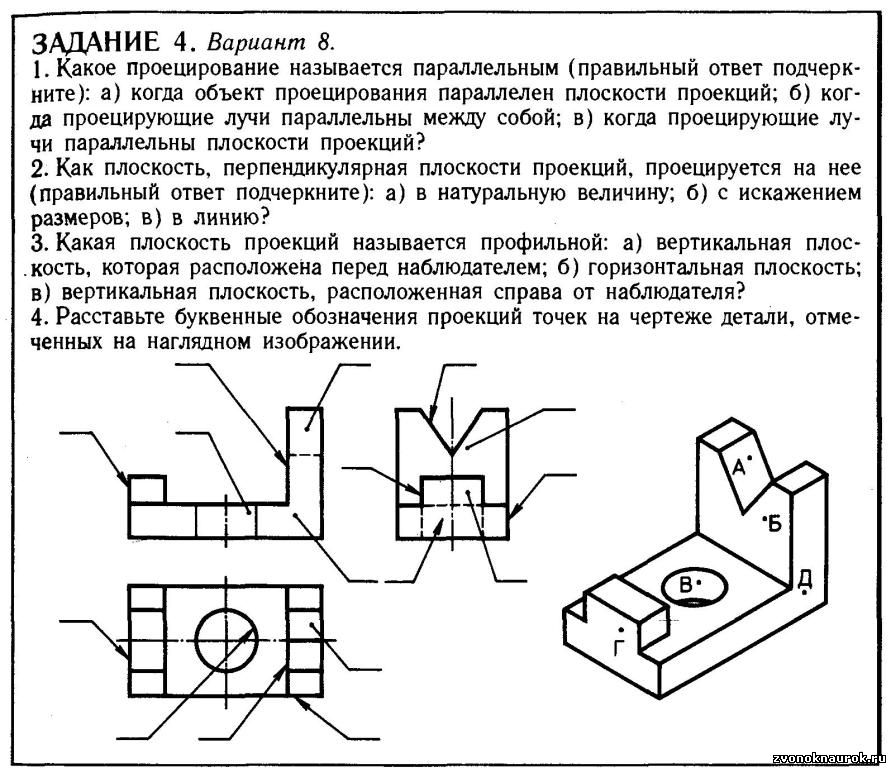 ЗАДАНИЕ 4. Вариант 8.
1. Какое проецирование называется параллельным (правильный ответ подчерк-
ните): а) когда объект проецирования параллелен плоскости проекций; б) ког-
да проецирующие лучи параллельны между собой; в) когда проецирующие лу-
чи параллельны плоскости проекций?
2. Как плоскость, перпендикулярная плоскости проекций, проецируется на нее
(правильный ответ подчеркните): а) в натуральную величину; б) с искажением
размеров; в) в линию?
3. Какая плоскость проекций называется профильной: а) вертикальная плос-
кость, которая расположена перед наблюдателем; б) горизонтальная плоскость;
в) вертикальная плоскость, расположенная справа от наблюдателя?
4. Расставьте буквенные обозначения проекций точек на чертеже детали, отме-
ченных на наглядном изображении.
А
Б
В
Д
Г
zvonoknaurok.ru